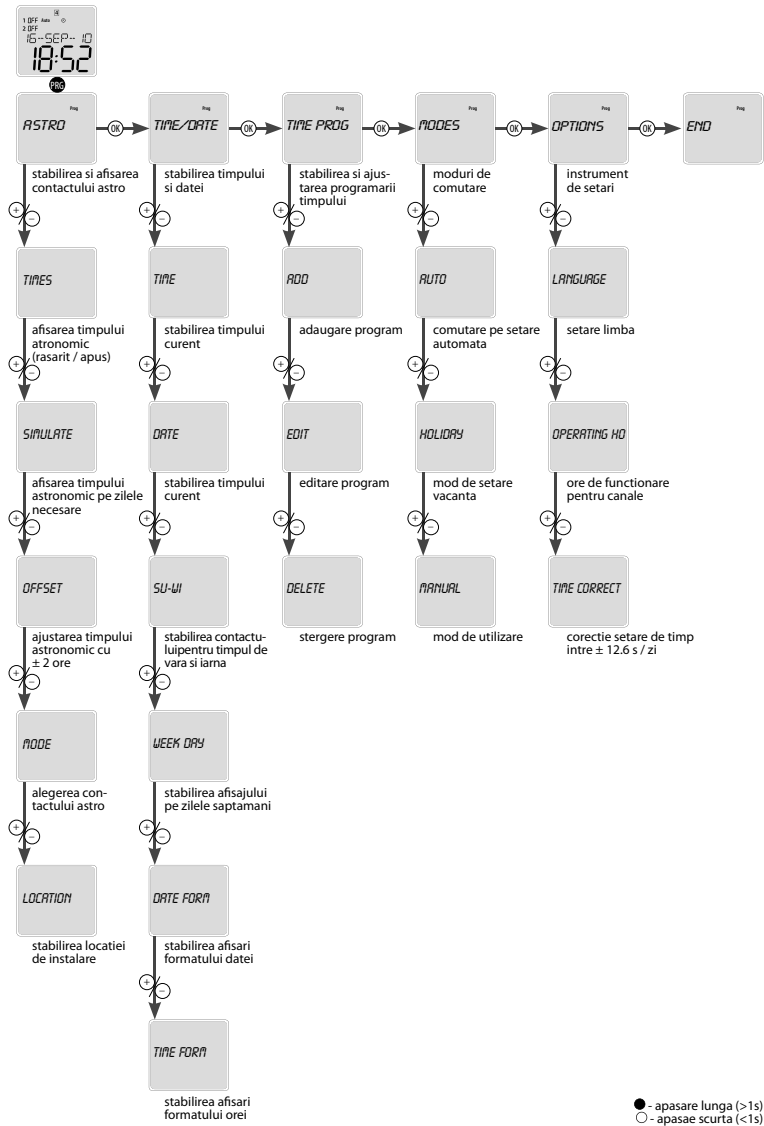 4
1 OFF Auto
2 OFF
16-SEP-10
18:52
PRG
Prog
ASTRO
OK
Prog
TIME/DATE
OK
Prog
TIME PROG
OK
Prog
MODES
OK
Prog
OPTIONS
OK
Prog
END
stabilirea si afisarea
contactului astro
stabilirea timpului
si datei
stabilirea si ajus-
tarea programarii
timpului
moduri de
comutare
instrument
de setari
+ −
+ −
+ −
+ −
+ −
TIMES
TIME
ADD
AUTO
LANGUAGE
afisarea timpului
atronomic
(rasarit / apus)
stabilirea timpului
curent
adaugare program
comutare pe setare
automata
setare limba
+ −
+ −
+ −
+ −
+ −
SIMULATE
DATE
EDIT
HOLIDAY
OPERATING HO
afisarea timpului
astronomic pe zilele
necesare
stabilirea timpului
curent
editare program
mod de setare
vacanta
ore de functionare
pentru canale
+ −
+ −
+ −
+ −
+ −
OFFSET
SU-WI
DELETE
MANUAL
TIME CORRECT
ajustarea timpului
astronomic cu
± 2 ore
stabilirea contactu-
luipentru timpul de
vara si iarna
stergere program
mod de utilizare
corectie setare de timp
intre ± 12.6 s / zi
+ −
+ −
MODE
WEEK DAY
alegerea con-
tactului astro
stabilirea afisajului
pe zilele saptamani
+ −
+ −
LOCATION
DATE FORM
stabilirea locatiei
de instalare
stabilirea afisari
formatului datei
+ −
TIME FORM
stabilirea afisari
formatului orei
- apasare lunga (>1s)
- apasae scurta (<1s)